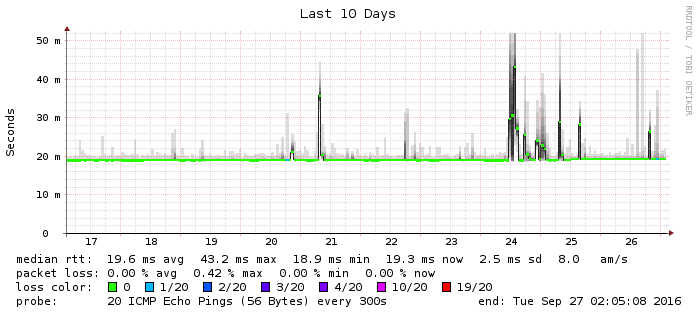 Last 10 Days
RRDTOOL / TOBI OETIKER
Seconds
50 m
40 m
30 m
20 m
10 m
0
17 18 19 20 21 22 23 24 25 26
median rtt: 19.6 ms avg 43.2 ms max 18.9 ms min 19.3 ms now 2.5 ms sd 8.0 am/s
packet loss: 0.00 % avg 0.42 % max 0.00 % min 0.00 % now
loss color: 0 1/20 2/20 3/20 4/20 10/20 19/20
probe: 20 ICMP Echo Pings (56 Bytes) every 300s end: Tue Sep 27 02:05:08 2016